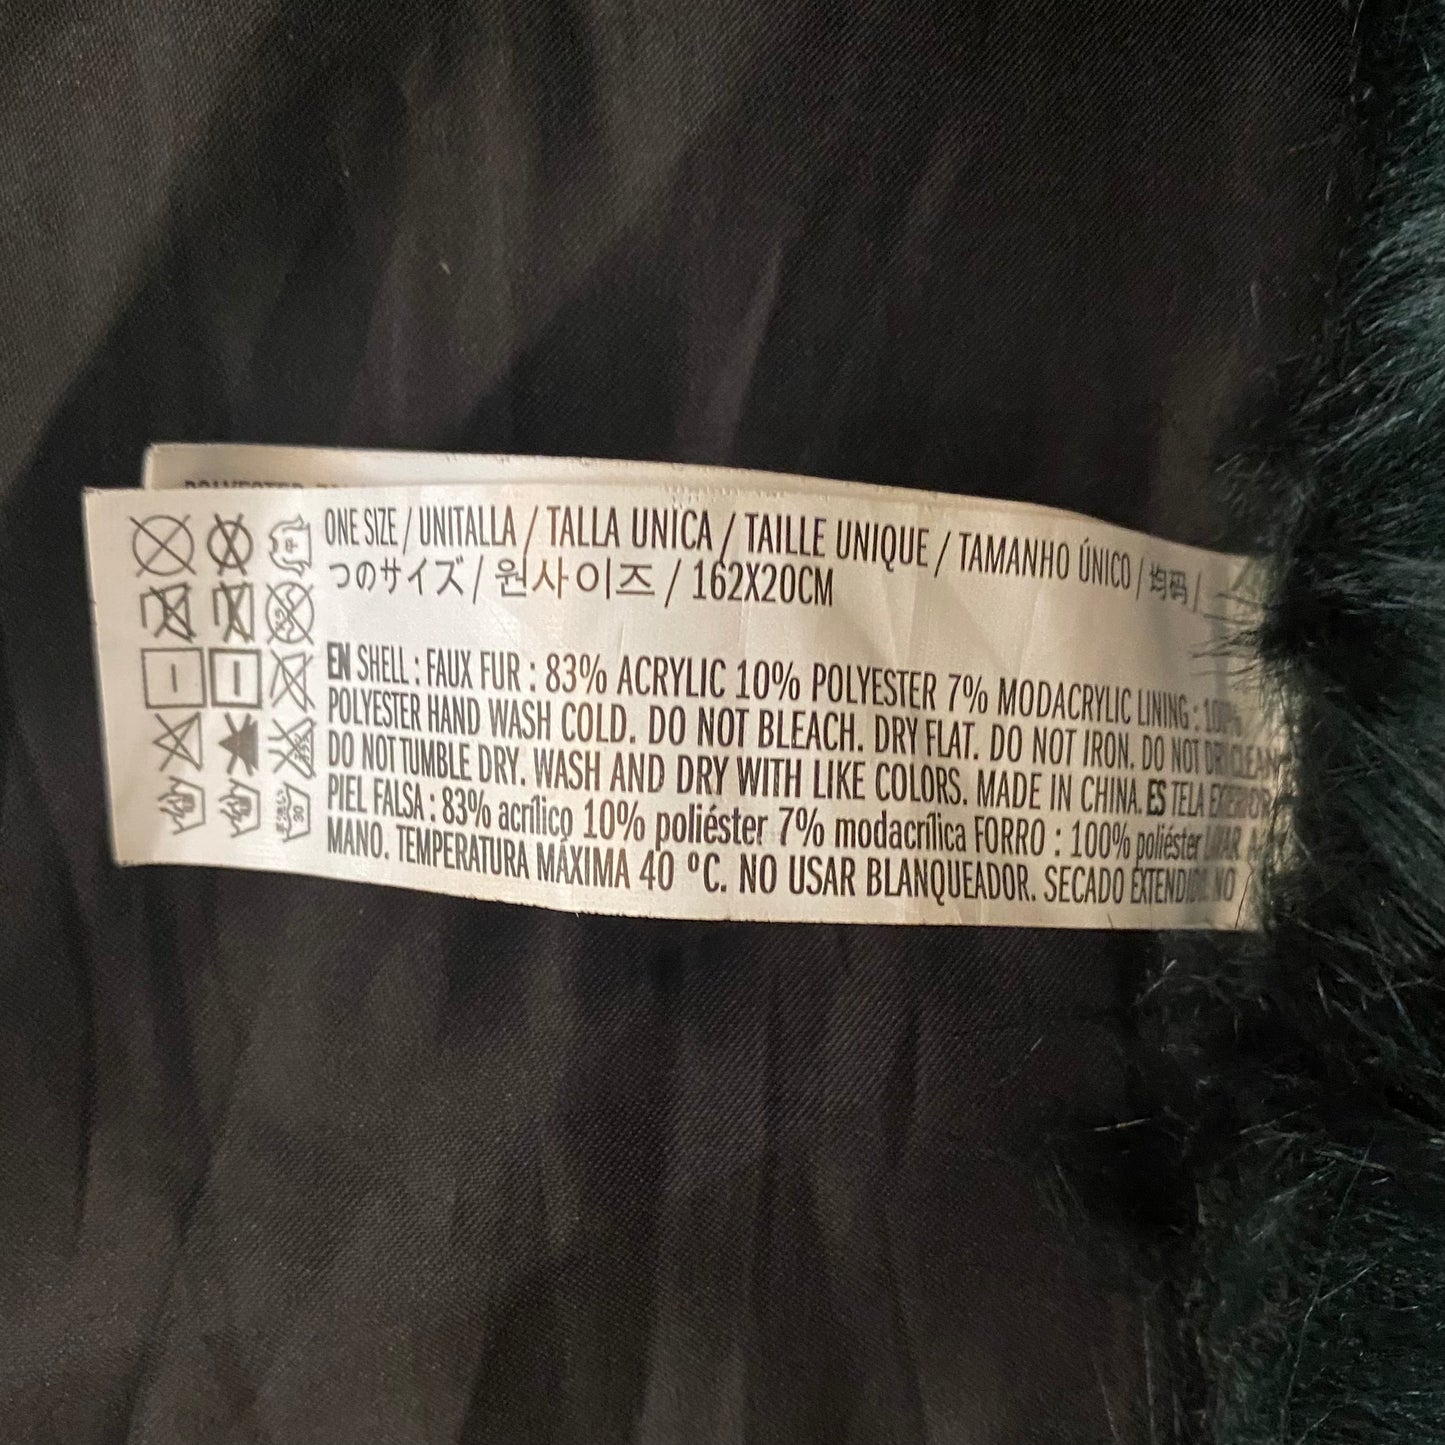 POLYESTER
ONE SIZE / UNITALLA / TALLA UNICA / TAILLE UNIQUE / TAMANHO ÚNICO / 均码 /
つのサイズ / 원사이즈 / 162X20CM
EN SHELL : FAUX FUR : 83% ACRYLIC 10% POLYESTER 7% MODACRYLIC LINING : 100%
POLYESTER HAND WASH COLD. DO NOT BLEACH. DRY FLAT. DO NOT IRON. DO NOT DRY CLEAN
DO NOT TUMBLE DRY. WASH AND DRY WITH LIKE COLORS. MADE IN CHINA. ES TELA EXTERIOR
PIEL FALSA : 83% acrílico 10% poliéster 7% modacrílica FORRO : 100% poliéster LAVAR A
MANO. TEMPERATURA MÁXIMA 40 ºC. NO USAR BLANQUEADOR. SECADO EXTENDIDO. NO